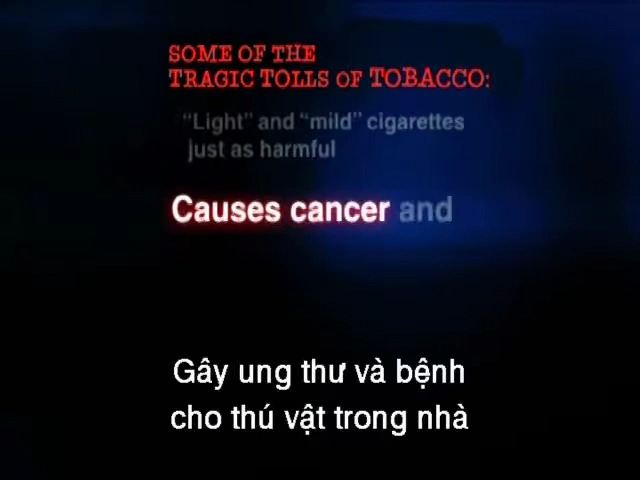 SOME OF THE
TRAGIC TOLLS OF TOBACCO:
"Light" and "mild" cigarettes
just as harmful
Causes cancer and
Gây ung thư và bệnh
cho thú vật trong nhà